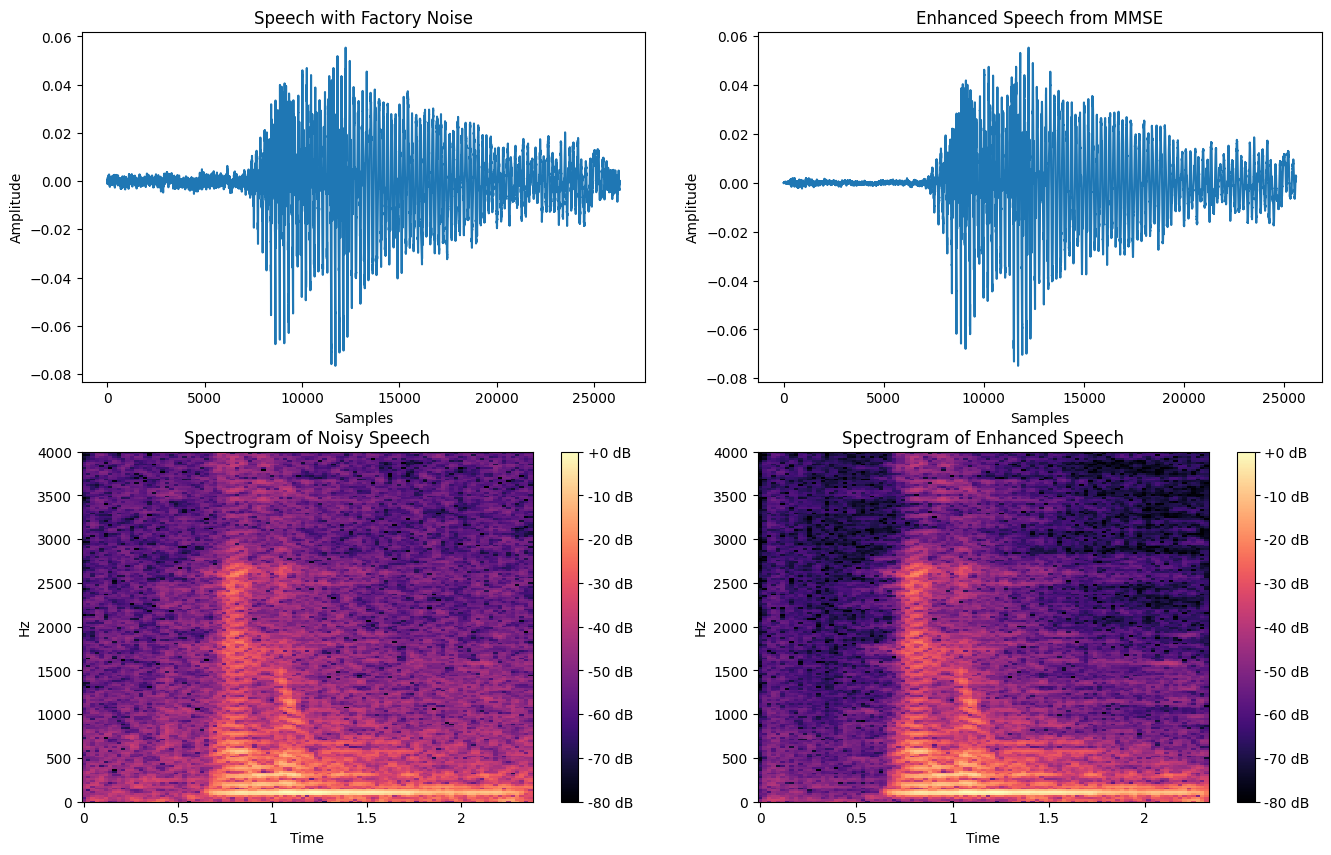 Speech with Factory Noise
0.06
0.04
0.02
0.00
−0.02
−0.04
−0.06
−0.08
Amplitude
0 5000 10000 15000 20000 25000
Samples
Enhanced Speech from MMSE
0.06
0.04
0.02
0.00
−0.02
−0.04
−0.06
−0.08
Amplitude
0 5000 10000 15000 20000 25000
Samples
Spectrogram of Noisy Speech
4000
3500
3000
2500
2000
1500
1000
500
0
Hz
0 0.5 1 1.5 2
Time
+0 dB
-10 dB
-20 dB
-30 dB
-40 dB
-50 dB
-60 dB
-70 dB
-80 dB
Spectrogram of Enhanced Speech
4000
3500
3000
2500
2000
1500
1000
500
0
Hz
0 0.5 1 1.5 2
Time
+0 dB
-10 dB
-20 dB
-30 dB
-40 dB
-50 dB
-60 dB
-70 dB
-80 dB